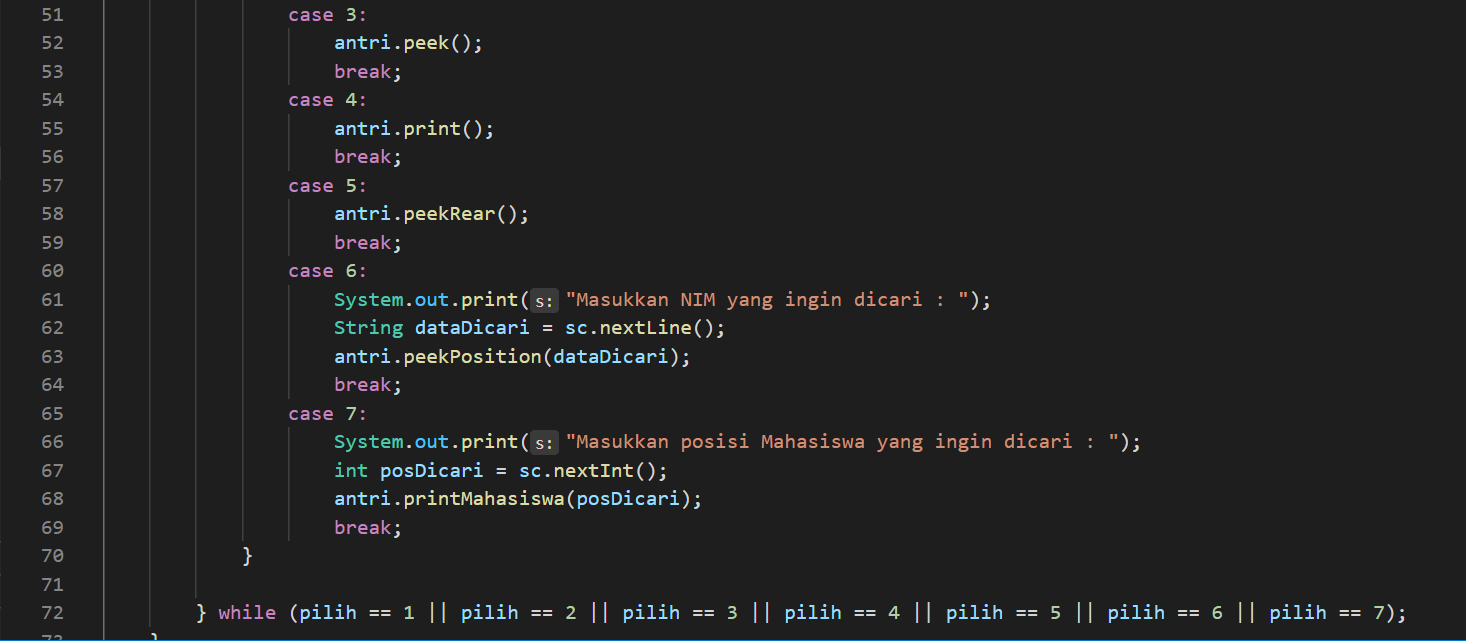 51 case 3:
52 antri.peek();
53 break;
54 case 4:
55 antri.print();
56 break;
57 case 5:
58 antri.peekRear();
59 break;
60 case 6:
61 System.out.print(s: "Masukkan NIM yang ingin dicari : ");
62 String dataDicari = sc.nextLine();
63 antri.peekPosition(dataDicari);
64 break;
65 case 7:
66 System.out.print(s: "Masukkan posisi Mahasiswa yang ingin dicari : ");
67 int posDicari = sc.nextInt();
68 antri.printMahasiswa(posDicari);
69 break;
70 }
71
72 } while (pilih == 1 || pilih == 2 || pilih == 3 || pilih == 4 || pilih == 5 || pilih == 6 || pilih == 7);